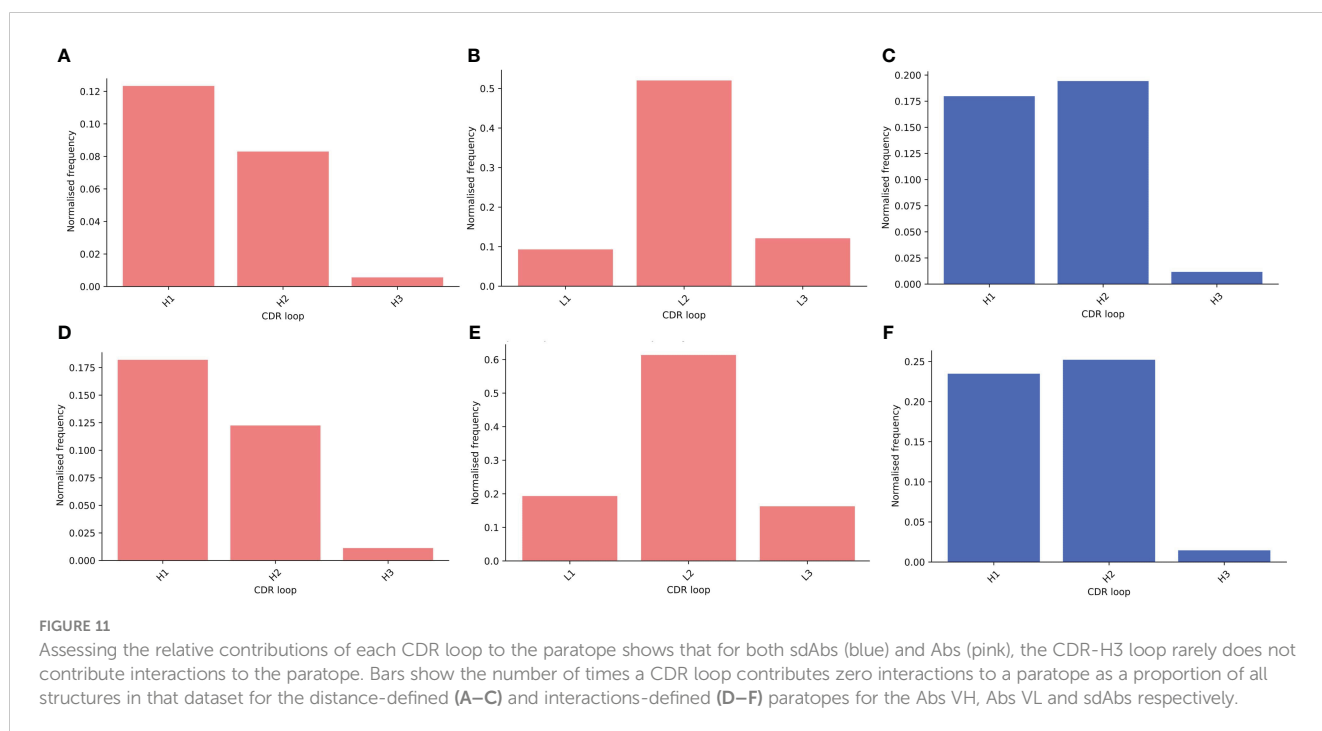 A
B
C
Normalised frequency
0.12
0.10
0.08
0.06
0.04
0.02
0.00
H1
H2
H3
CDR loop
Normalised frequency
0.5
0.4
0.3
0.2
0.1
0.0
L1
L2
L3
CDR loop
Normalised frequency
0.200
0.175
0.150
0.125
0.100
0.075
0.050
0.025
0.000
H1
H2
H3
CDR loop
D
E
F
Normalised frequency
0.175
0.150
0.125
0.100
0.075
0.050
0.025
0.000
H1
H2
H3
CDR loop
Normalised frequency
0.6
0.5
0.4
0.3
0.2
0.1
0.0
L1
L2
L3
CDR loop
Normalised frequency
0.25
0.20
0.15
0.10
0.05
0.00
H1
H2
H3
CDR loop
FIGURE 11
Assessing the relative contributions of each CDR loop to the paratope shows that for both sdAbs (blue) and Abs (pink), the CDR-H3 loop rarely does not
contribute interactions to the paratope. Bars show the number of times a CDR loop contributes zero interactions to a paratope as a proportion of all
structures in that dataset for the distance-defined (A–C) and interactions-defined (D–F) paratopes for the Abs VH, Abs VL and sdAbs respectively.